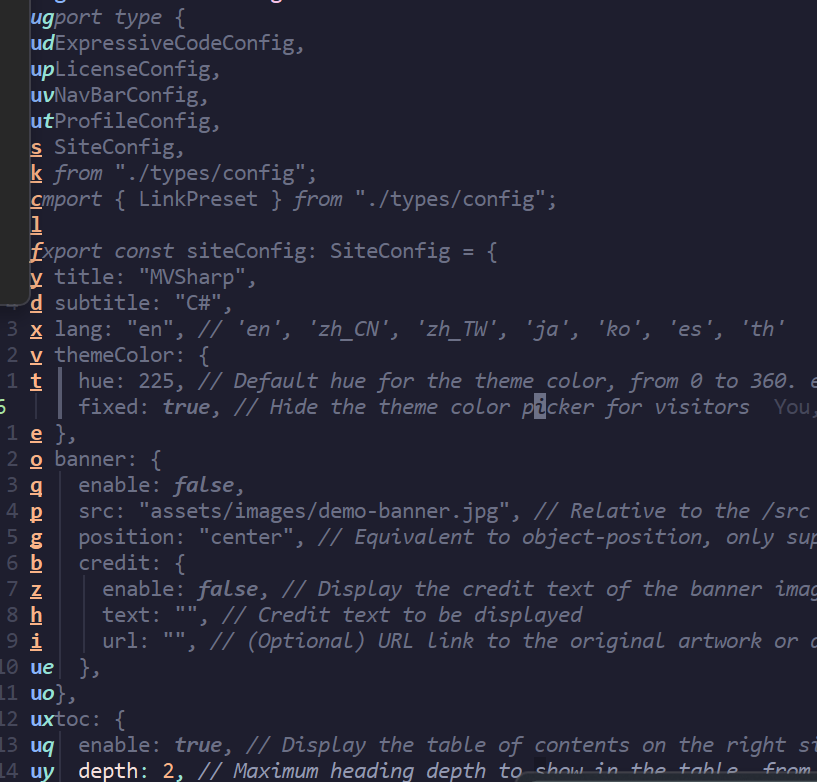 ugport type {
udExpressiveCodeConfig,
upLicenseConfig,
uvNavBarConfig,
utProfileConfig,
s SiteConfig,
k from "./types/config";
cmport { LinkPreset } from "./types/config";
l
fxport const siteConfig: SiteConfig = {
y title: "MVSharp",
d subtitle: "C#",
3 x lang: "en", // 'en', 'zh_CN', 'zh_TW', 'ja', 'ko', 'es', 'th'
2 v themeColor: {
1 t hue: 225, // Default hue for the theme color, from 0 to 360. e
6 fixed: true, // Hide the theme color picker for visitors You,
1 e },
2 o banner: {
3 q enable: false,
4 p src: "assets/images/demo-banner.jpg", // Relative to the /src
5 g position: "center", // Equivalent to object-position, only sup
6 b credit: {
7 z enable: false, // Display the credit text of the banner imag
8 h text: "", // Credit text to be displayed
9 i url: "", // (Optional) URL link to the original artwork or a
10 ue },
11 uo},
12 uxtoc: {
13 uq enable: true, // Display the table of contents on the right si
14 uy depth: 2, // Maximum heading depth to show in the table, from